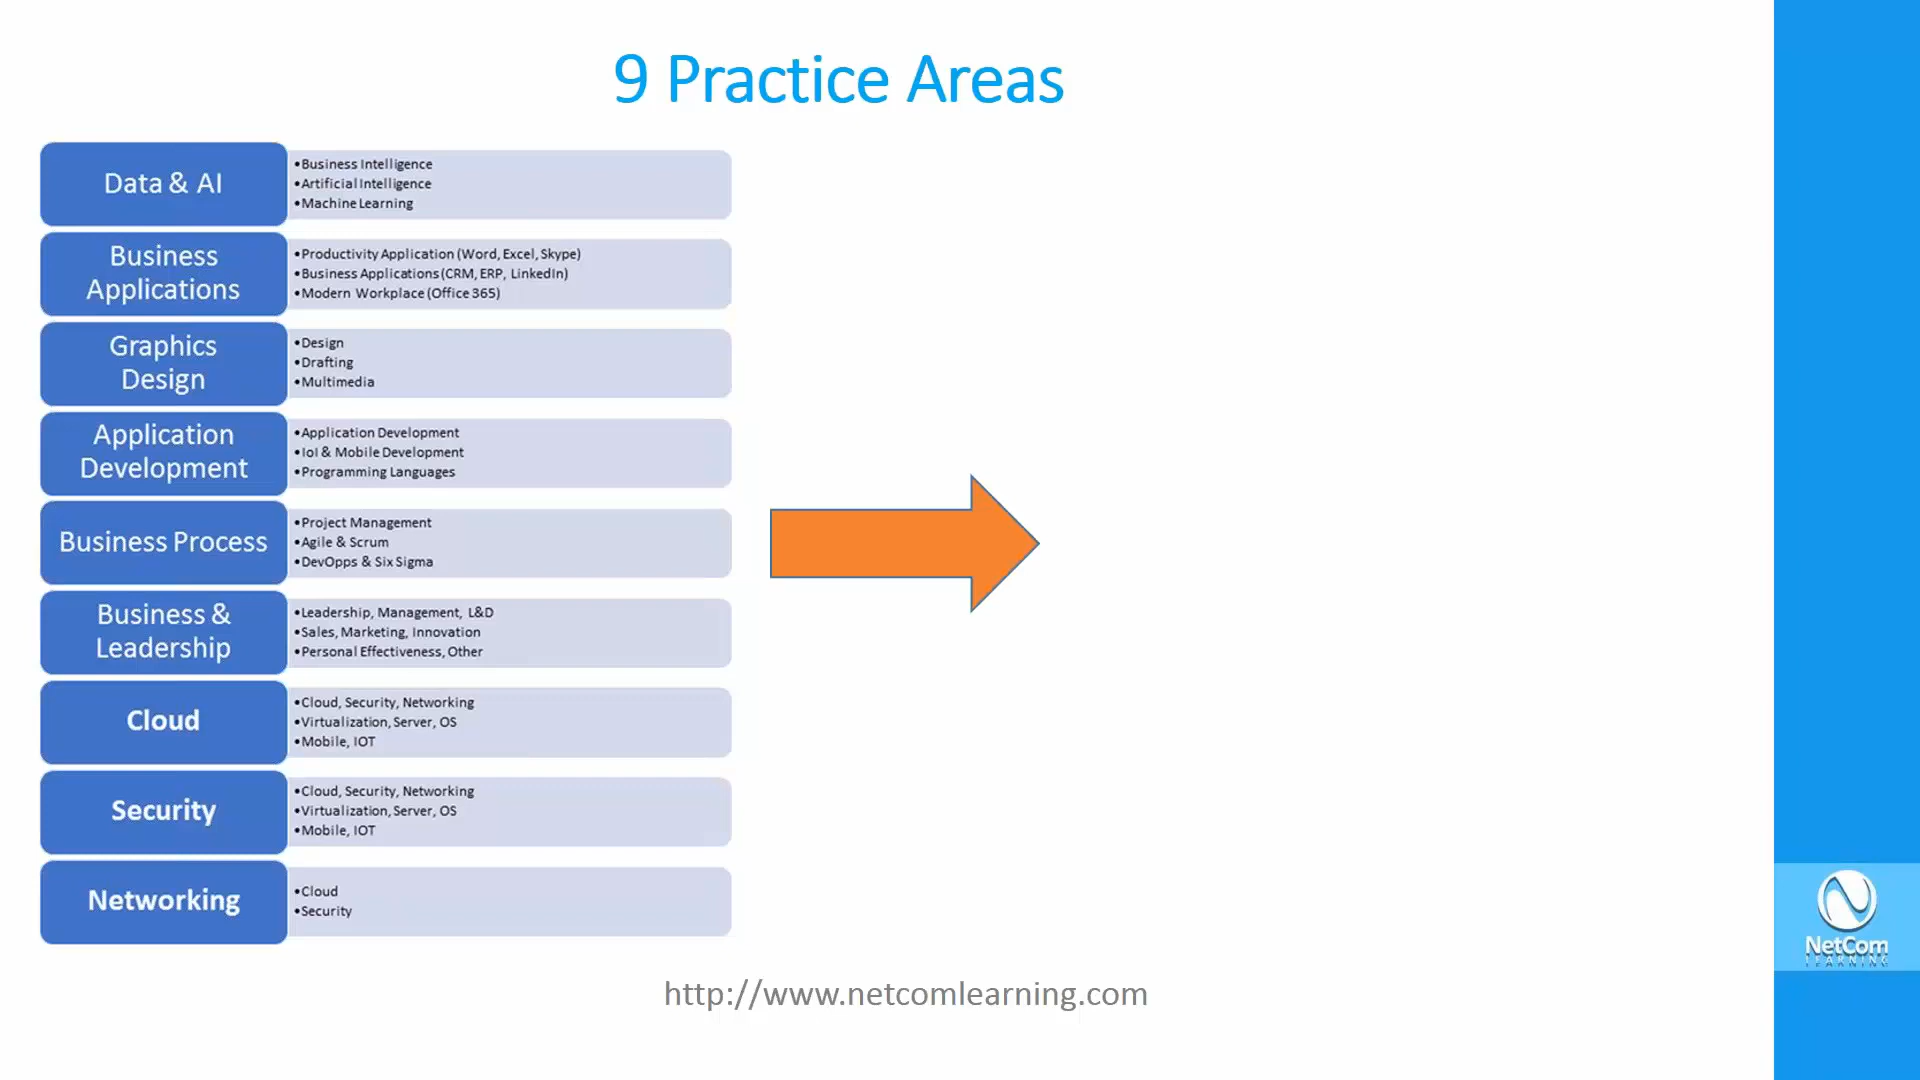 9 Practice Areas
Data & AI
•Business Intelligence
•Artificial Intelligence
•Machine Learning
Business
Applications
•Productivity Application (Word, Excel, Skype)
•Business Applications (CRM, ERP, LinkedIn)
•Modern Workplace (Office 365)
Graphics
Design
•Design
•Drafting
•Multimedia
Application
Development
•Application Development
•IoI & Mobile Development
•Programming Languages
Business Process
•Project Management
•Agile & Scrum
•DevOpps & Six Sigma
Business &
Leadership
•Leadership, Management, L&D
•Sales, Marketing, Innovation
•Personal Effectiveness, Other
Cloud
•Cloud, Security, Networking
•Virtualization, Server, OS
•Mobile, IOT
Security
•Cloud, Security, Networking
•Virtualization, Server, OS
•Mobile, IOT
Networking
•Cloud
•Security
http://www.netcomlearning.com
NetCom
LEARNING